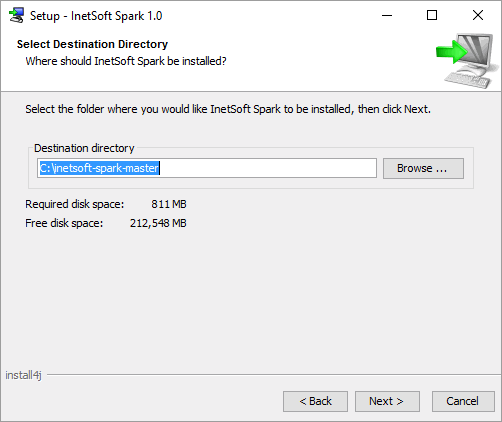 Setup - InetSoft Spark 1.0
Select Destination Directory
Where should InetSoft Spark be installed?
Select the folder where you would like InetSoft Spark to be installed, then click Next.
Destination directory
C:\inetsoft-spark-master
Browse ...
Required disk space: 811 MB
Free disk space: 212,548 MB
install4j
< Back Next > Cancel